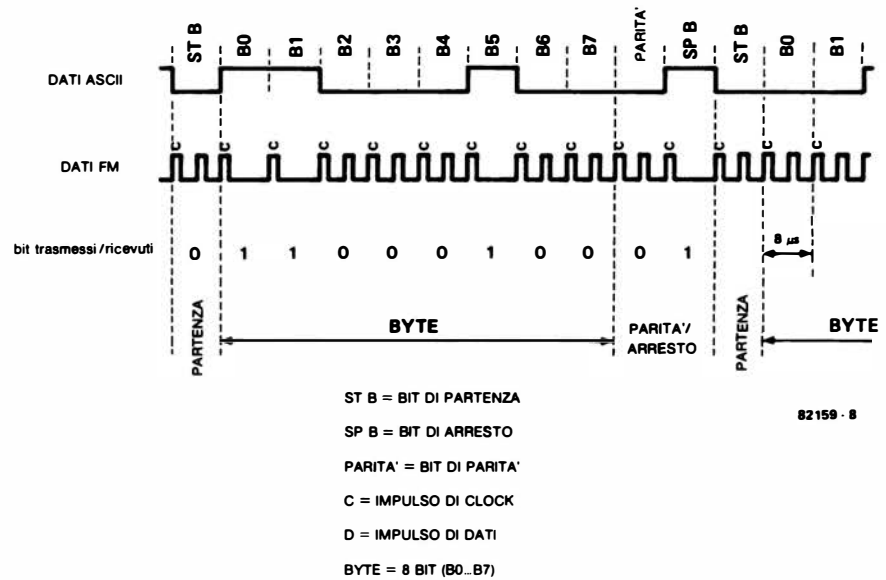 ST B B0 B1 B2 B3 B4 B5 B6 B7 PARITA' SP B ST B B0 B1
DATI ASCII
C C C C C C C C C C C C C C
DATI FM
bit trasmessi/ricevuti 0 1 1 0 0 0 1 0 0 0 1 8 µs
PARTENZA BYTE PARITA'/ ARRESTO PARTENZA BYTE
ST B = BIT DI PARTENZA
82159 - 8
SP B = BIT DI ARRESTO
PARITA' = BIT DI PARITA'
C = IMPULSO DI CLOCK
D = IMPULSO DI DATI
BYTE = 8 BIT (B0...B7)